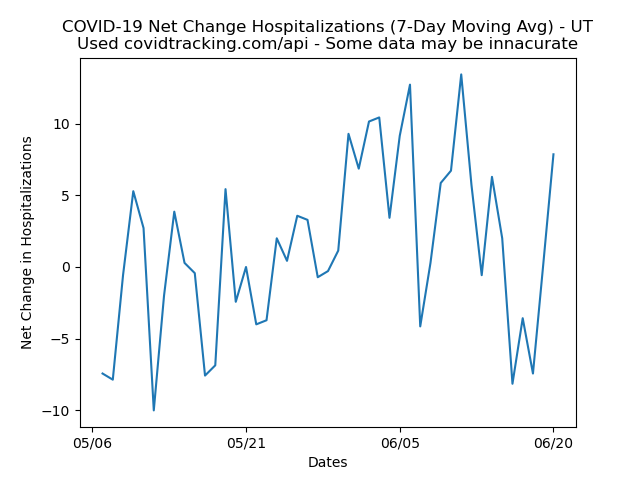 COVID-19 Net Change Hospitalizations (7-Day Moving Avg) - UT
Used covidtracking.com/api - Some data may be innacurate
Net Change in Hospitalizations
10
5
0
−5
−10
05/06
05/21
06/05
06/20
Dates